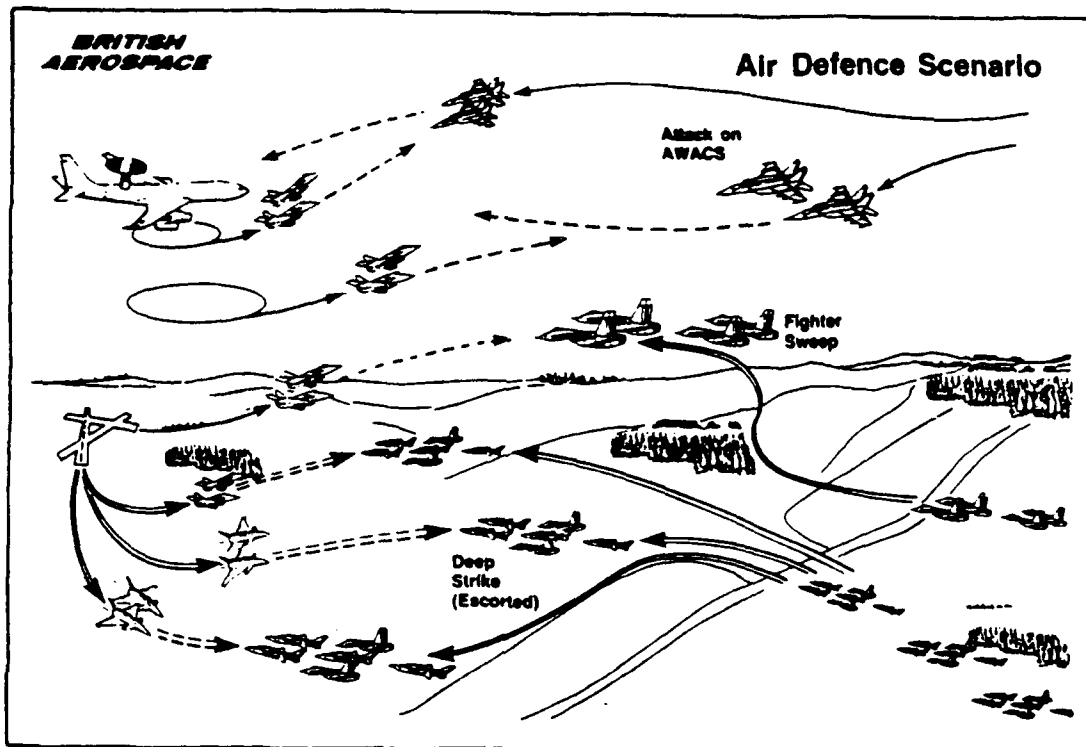 BRITISH
AEROSPACE
Air Defence Scenario
Attack on
AWACS
Fighter
Sweep
Deep
Strike
(Escorted)